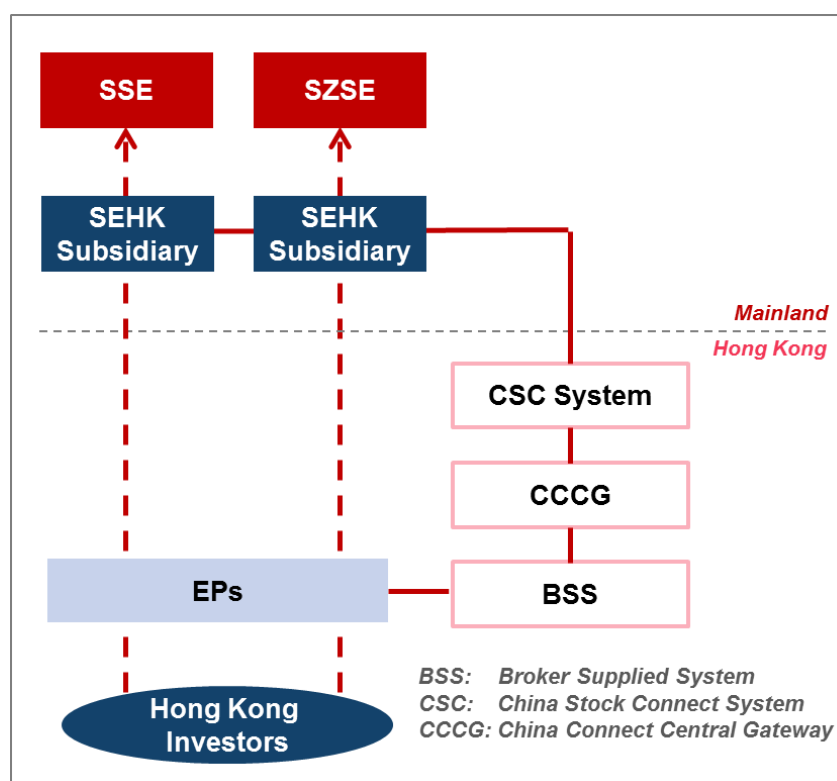 SSE
SZSE
SEHK
Subsidiary
SEHK
Subsidiary
Mainland
Hong Kong
CSC System
CCCG
EPs
BSS
Hong Kong
Investors
BSS: Broker Supplied System
CSC: China Stock Connect System
CCCG: China Connect Central Gateway